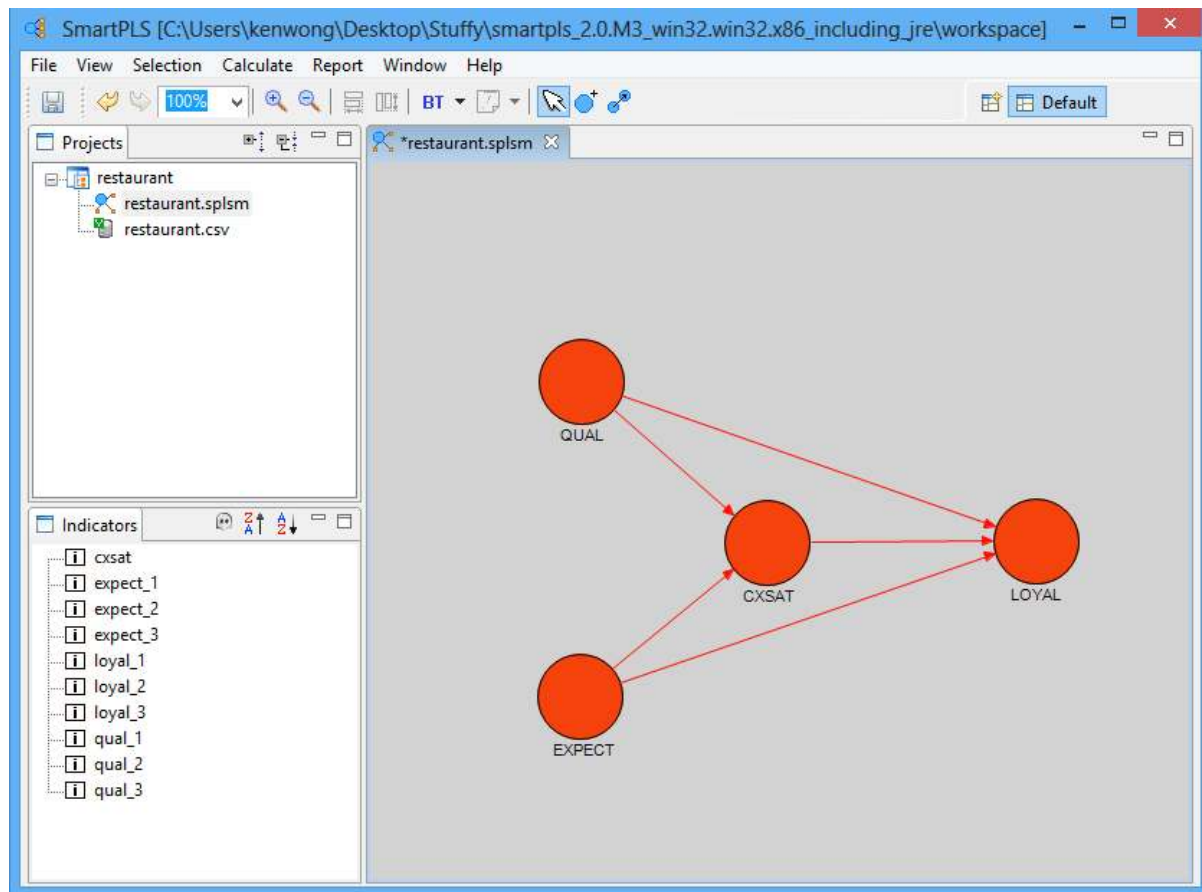 SmartPLS [C:\Users\kenwong\Desktop\Stuffy\smartpls_2.0.M3_win32.win32.x86_including_jre\workspace]
File View Selection Calculate Report Window Help
100% BT Default
Projects
restaurant
restaurant.splsm
restaurant.csv
*restaurant.splsm
QUAL
CXSAT
LOYAL
EXPECT
Indicators
cxsat
expect_1
expect_2
expect_3
loyal_1
loyal_2
loyal_3
qual_1
qual_2
qual_3